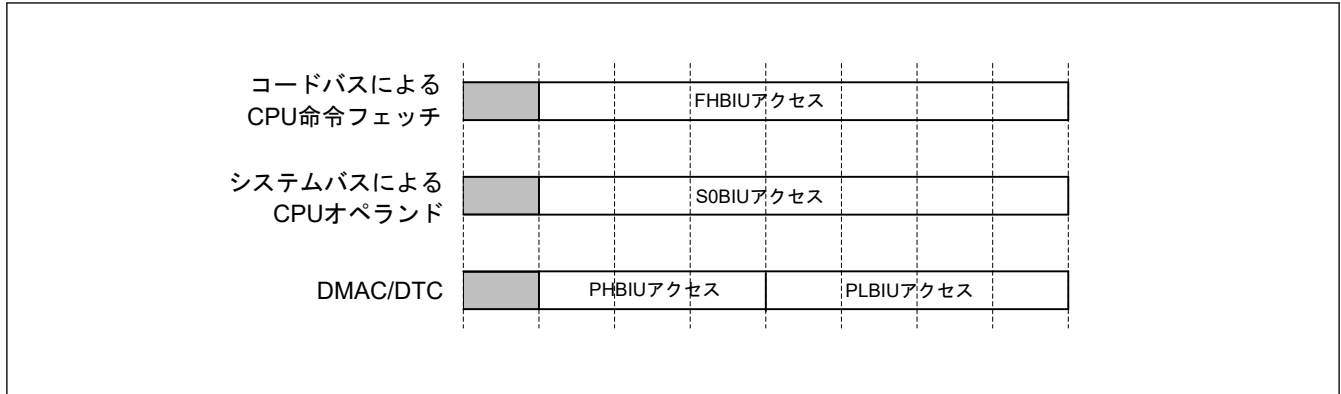 コードバスによる
CPU命令フェッチ
FHBIUアクセス
システムバスによる
CPUオペランド
S0BIUアクセス
DMAC/DTC
PHBIUアクセス
PLBIUアクセス